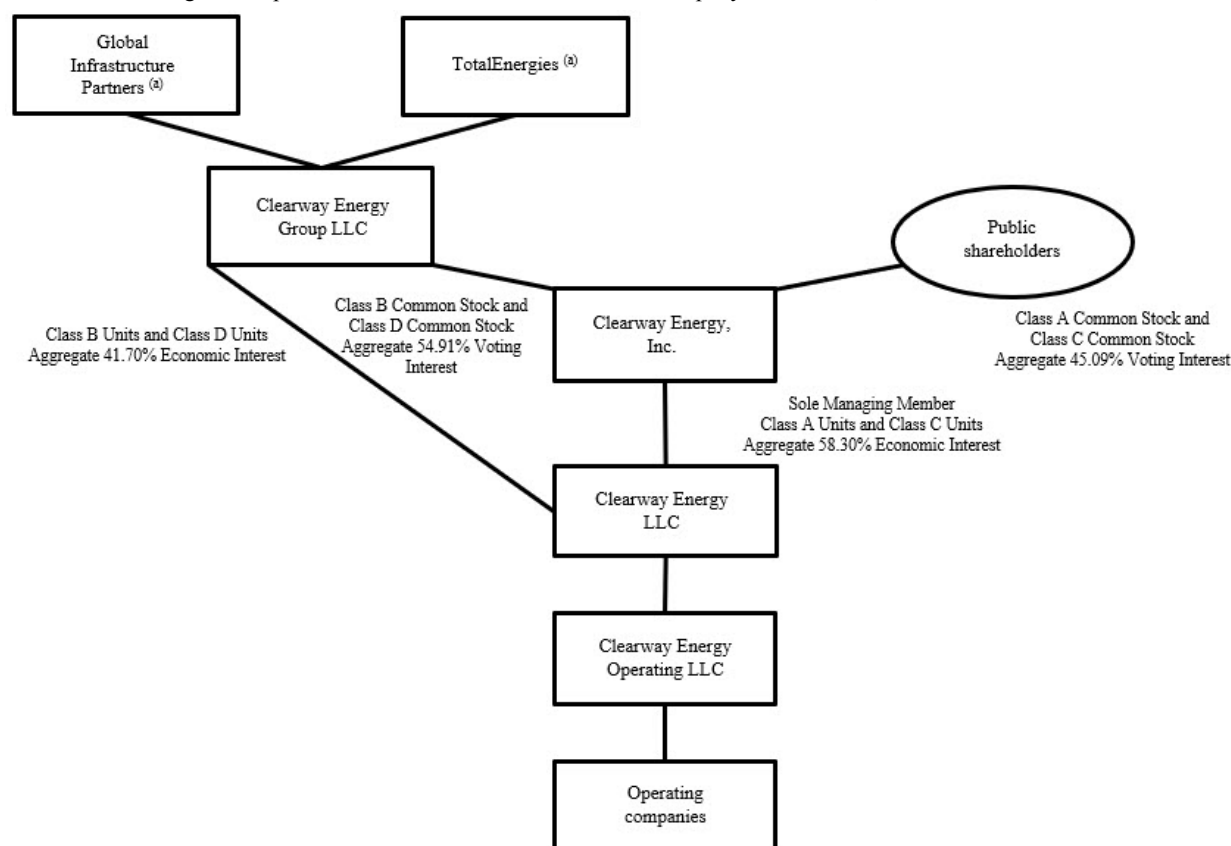 Global
Infrastructure
Partners (a)
TotalEnergies (a)
Clearway Energy
Group LLC
Public
shareholders
Class B Units and Class D Units
Aggregate 41.70% Economic Interest
Class B Common Stock and
Class D Common Stock
Aggregate 54.91% Voting
Interest
Clearway Energy,
Inc.
Class A Common Stock and
Class C Common Stock
Aggregate 45.09% Voting Interest
Sole Managing Member
Class A Units and Class C Units
Aggregate 58.30% Economic Interest
Clearway Energy
LLC
Clearway Energy
Operating LLC
Operating
companies